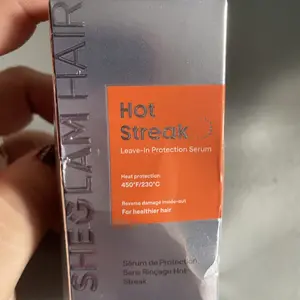 SHEGLAM HAIR
Hot
Streak
Leave-in Protection Serum
Heat protection:
450°F/230°C
Reverse damage inside-out
For healthier hair
Sérum de Protection
Sans Rinçage Hot
Streak